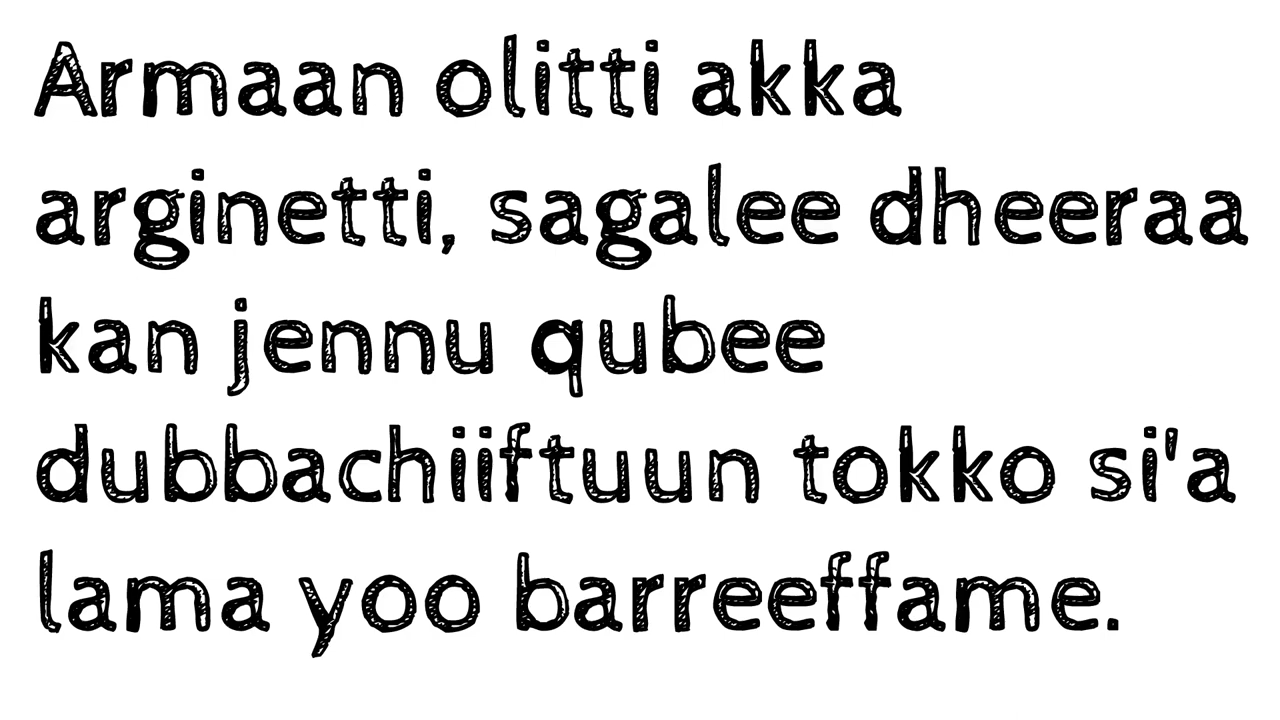 Armaan olitti akka
arginetti, sagalee dheeraa
kan jennu qubee
dubbachiiftuun tokko si'a
lama yoo barreeffame.